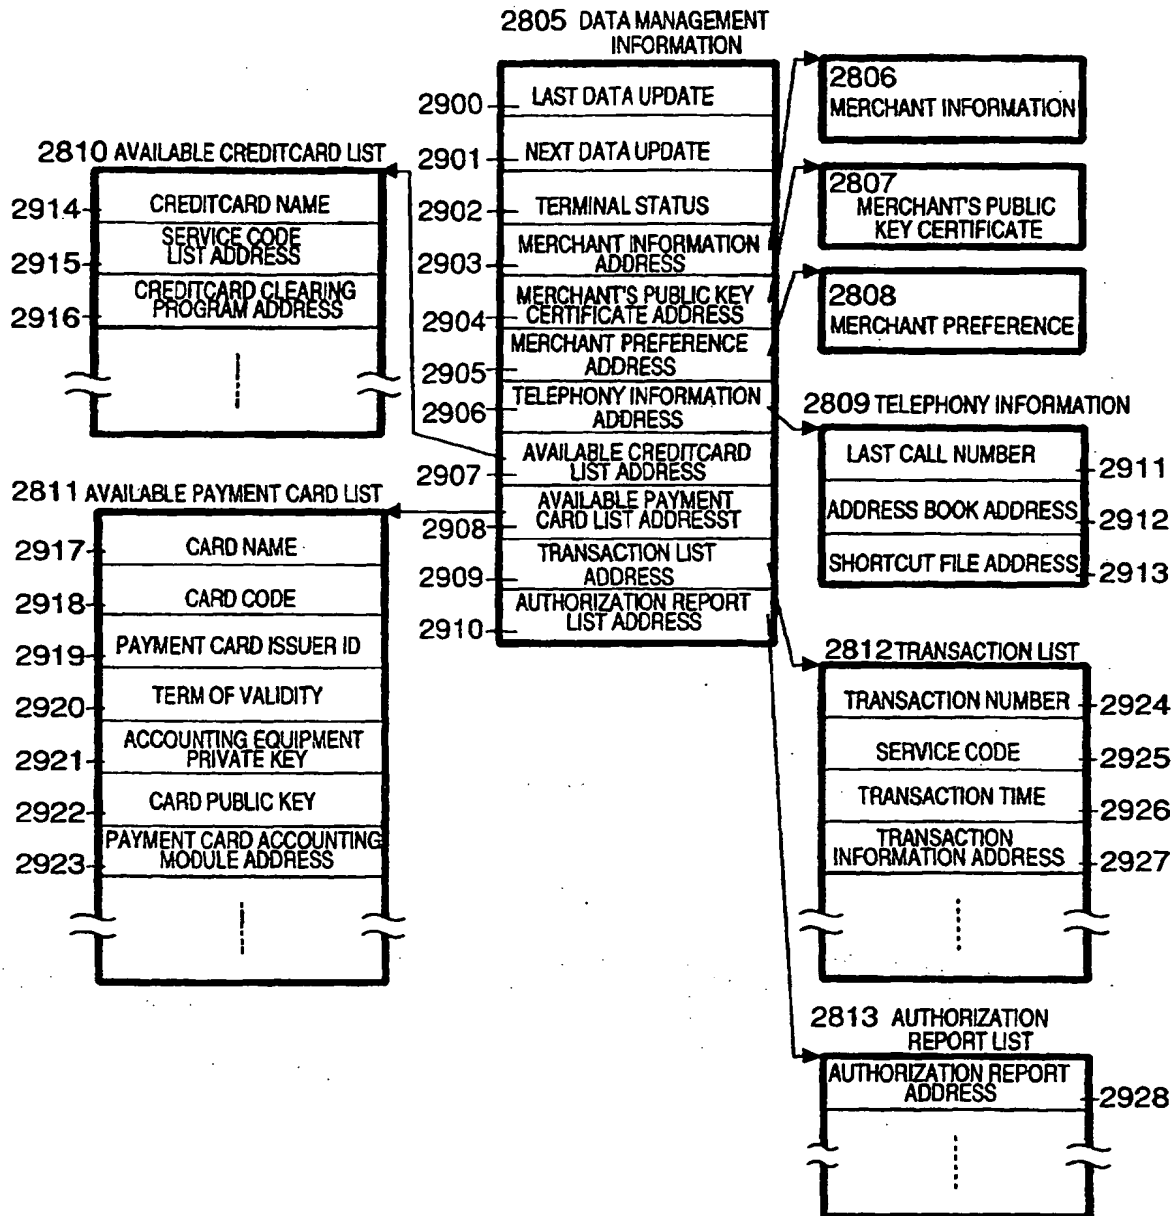 2805 DATA MANAGEMENT
INFORMATION
2900
LAST DATA UPDATE
2901
NEXT DATA UPDATE
2902
TERMINAL STATUS
2903
MERCHANT INFORMATION
ADDRESS
2904
MERCHANT'S PUBLIC KEY
CERTIFICATE ADDRESS
2905
MERCHANT PREFERENCE
ADDRESS
2906
TELEPHONY INFORMATION
ADDRESS
2907
AVAILABLE CREDITCARD
LIST ADDRESS
2908
AVAILABLE PAYMENT
CARD LIST ADDRESST
2909
TRANSACTION LIST
ADDRESS
2910
AUTHORIZATION REPORT
LIST ADDRESS
2810 AVAILABLE CREDITCARD LIST
2914
CREDITCARD NAME
2915
SERVICE CODE
LIST ADDRESS
2916
CREDITCARD CLEARING
PROGRAM ADDRESS
2811 AVAILABLE PAYMENT CARD LIST
2917
CARD NAME
2918
CARD CODE
2919
PAYMENT CARD ISSUER ID
2920
TERM OF VALIDITY
2921
ACCOUNTING EQUIPMENT
PRIVATE KEY
2922
CARD PUBLIC KEY
2923
PAYMENT CARD ACCOUNTING
MODULE ADDRESS
2806
MERCHANT INFORMATION
2807
MERCHANT'S PUBLIC
KEY CERTIFICATE
2808
MERCHANT PREFERENCE
2809 TELEPHONY INFORMATION
LAST CALL NUMBER
2911
ADDRESS BOOK ADDRESS
2912
SHORTCUT FILE ADDRESS
2913
2812 TRANSACTION LIST
TRANSACTION NUMBER
2924
SERVICE CODE
2925
TRANSACTION TIME
2926
TRANSACTION
INFORMATION ADDRESS
2927
2813 AUTHORIZATION
REPORT LIST
AUTHORIZATION REPORT
ADDRESS
2928